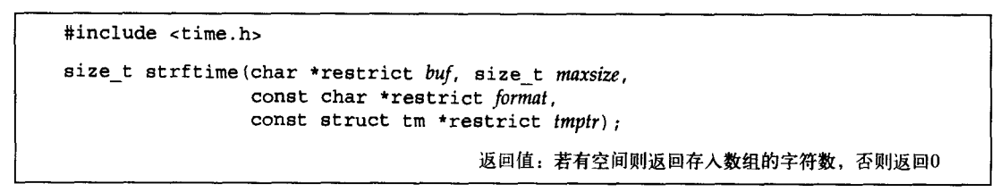 #include <time.h>
size_t strftime(char *restrict buf, size_t maxsize,
const char *restrict format,
const struct tm *restrict tmptr);
返回值：若有空间则返回存入数组的字符数，否则返回0